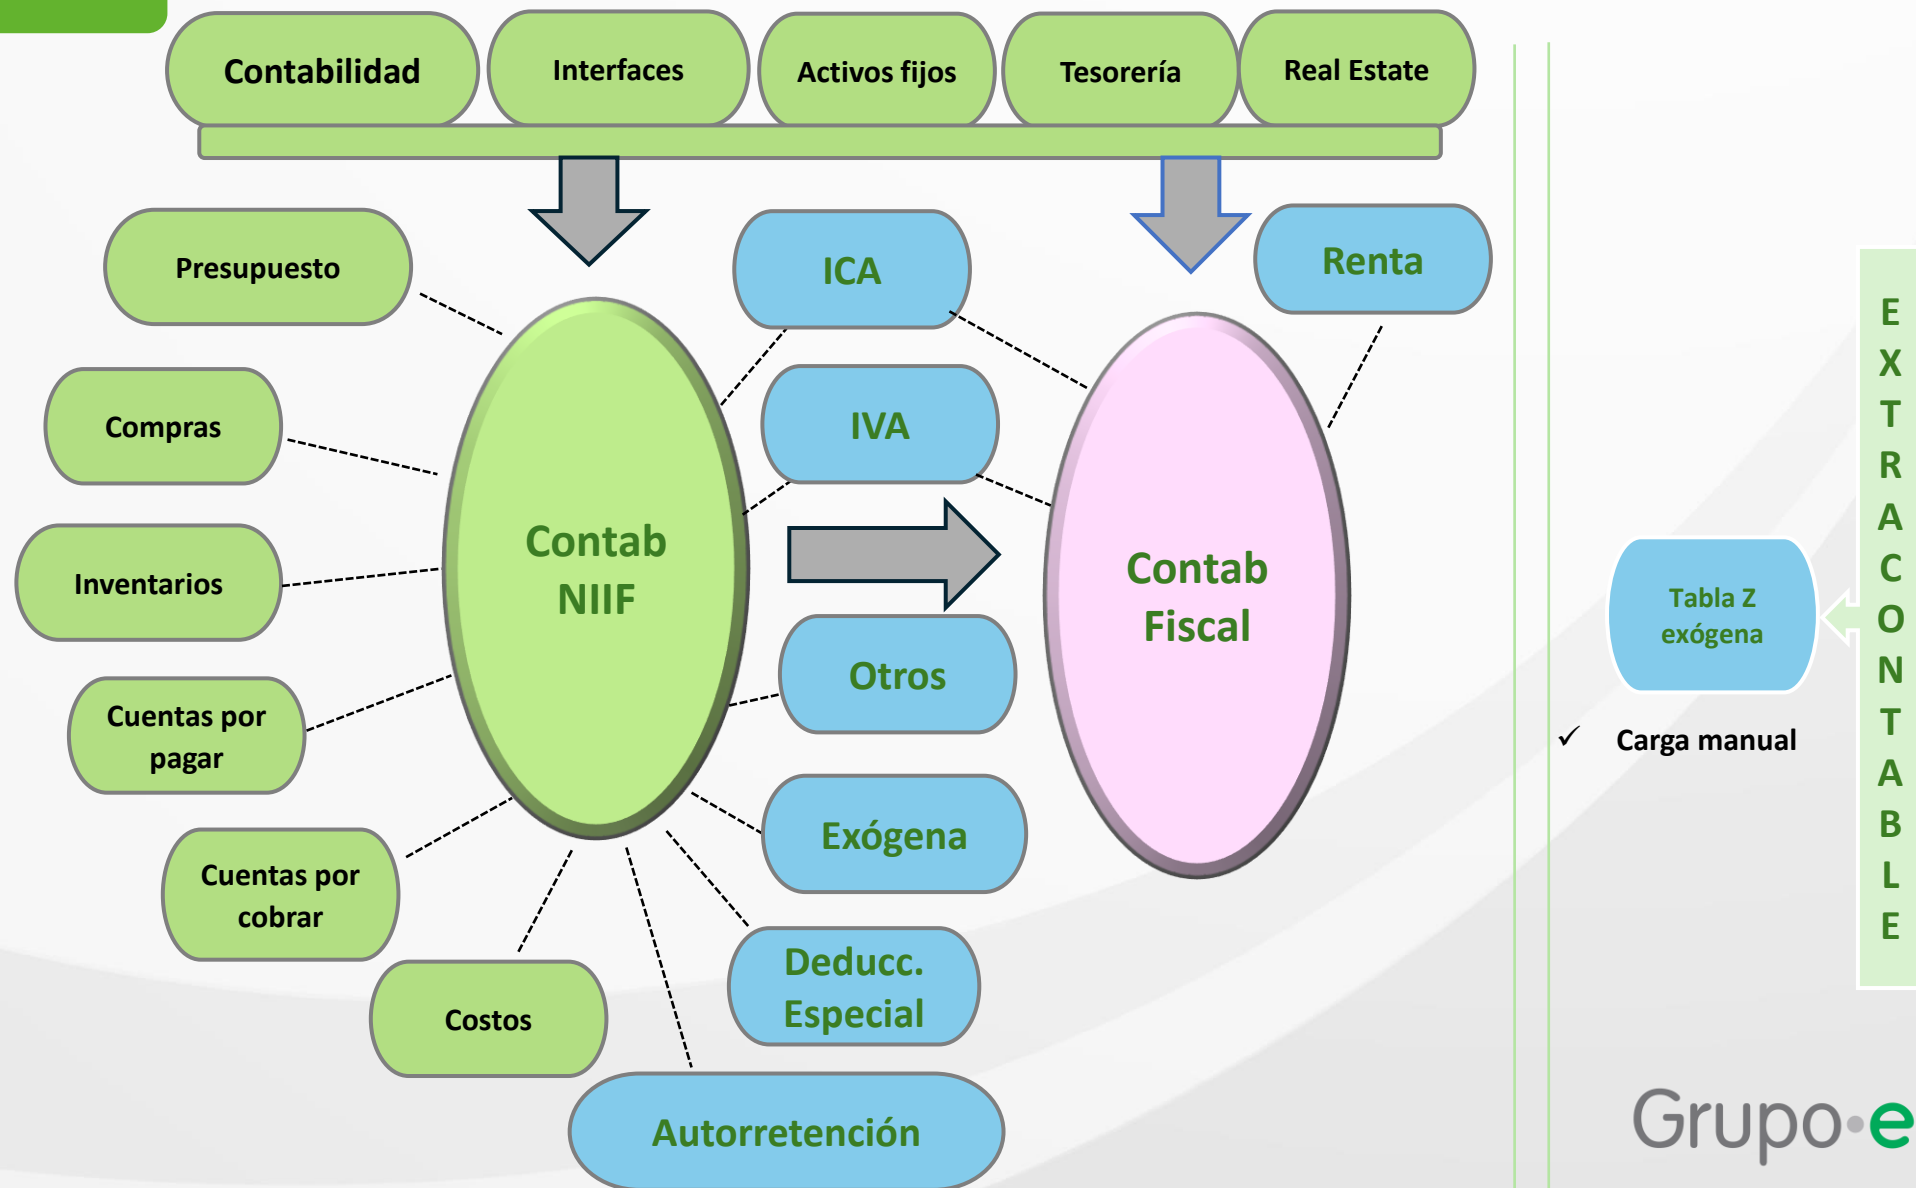 Contabilidad
Interfaces
Activos fijos
Tesorería
Real Estate
Presupuesto
ICA
Renta
Compras
IVA
Inventarios
Contab
NIIF
Contab
Fiscal
Otros
Cuentas por
pagar
Exógena
Cuentas por
cobrar
Deducc.
Especial
Costos
Autorretención
Tabla Z
exógena
✓ Carga manual
E
X
T
R
A
C
O
N
T
A
B
L
E
Grupo·e